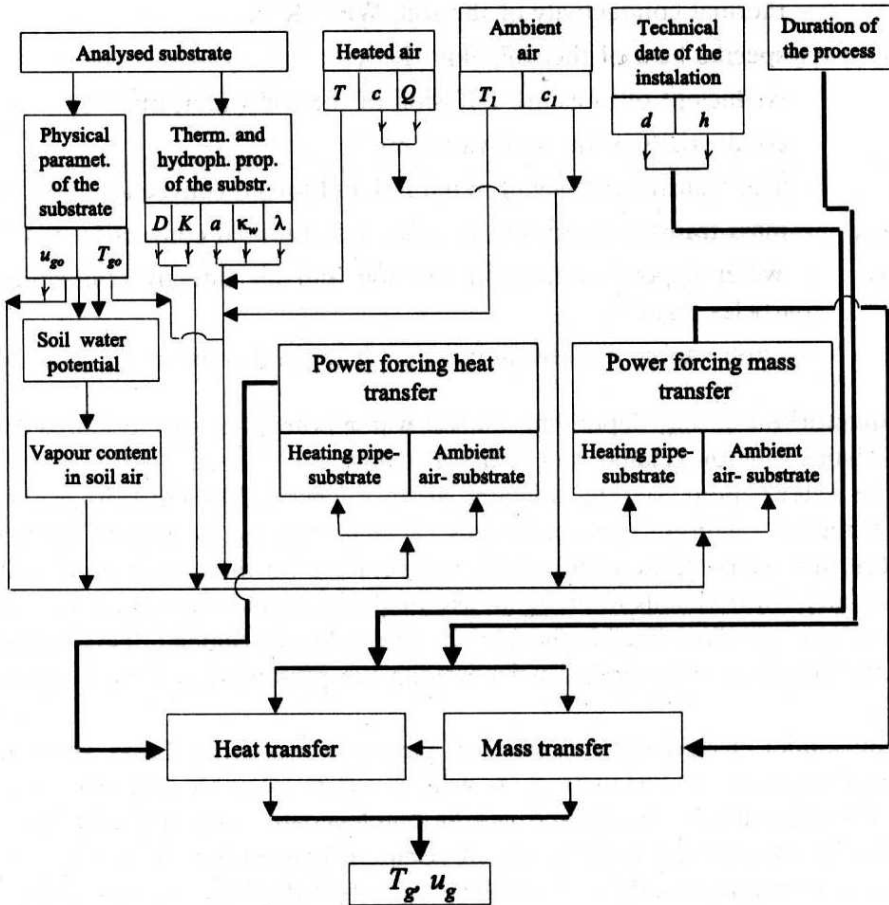 Analysed substrate
Heated air
T c Q
Ambient
air
T1 c1
Technical
date of the
instalation
d h
Duration of
the process
Physical
paramet.
of the
substrate
ugo Tgo
Therm. and
hydroph. prop.
of the substr.
D K a κw λ
Soil water
potential
Vapour content
in soil air
Power forcing heat
transfer
Heating pipe-
substrate
Ambient
air- substrate
Power forcing mass
transfer
Heating pipe-
substrate
Ambient
air- substrate
Heat transfer
Mass transfer
Tg, ug